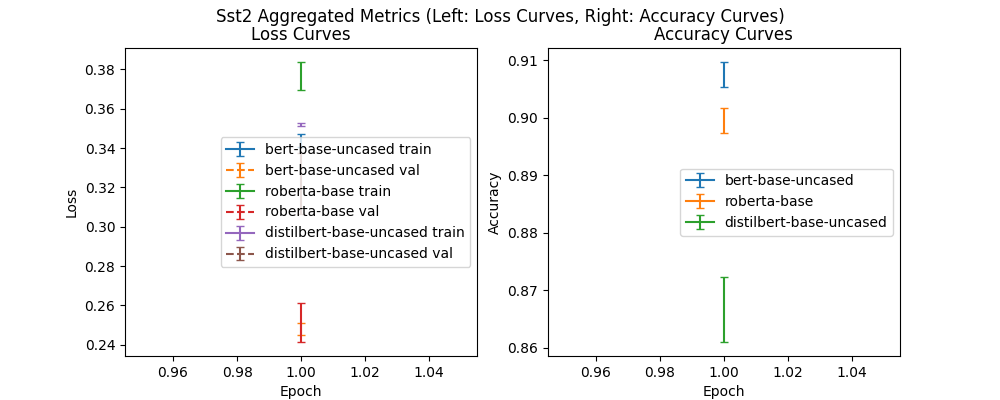 Sst2 Aggregated Metrics (Left: Loss Curves, Right: Accuracy Curves)
Loss Curves
0.38
0.36
0.34
0.32
0.30
0.28
0.26
0.24
Loss
bert-base-uncased train
bert-base-uncased val
roberta-base train
roberta-base val
distilbert-base-uncased train
distilbert-base-uncased val
0.96 0.98 1.00 1.02 1.04
Epoch
Accuracy Curves
0.91
0.90
0.89
0.88
0.87
0.86
Accuracy
bert-base-uncased
roberta-base
distilbert-base-uncased
0.96 0.98 1.00 1.02 1.04
Epoch